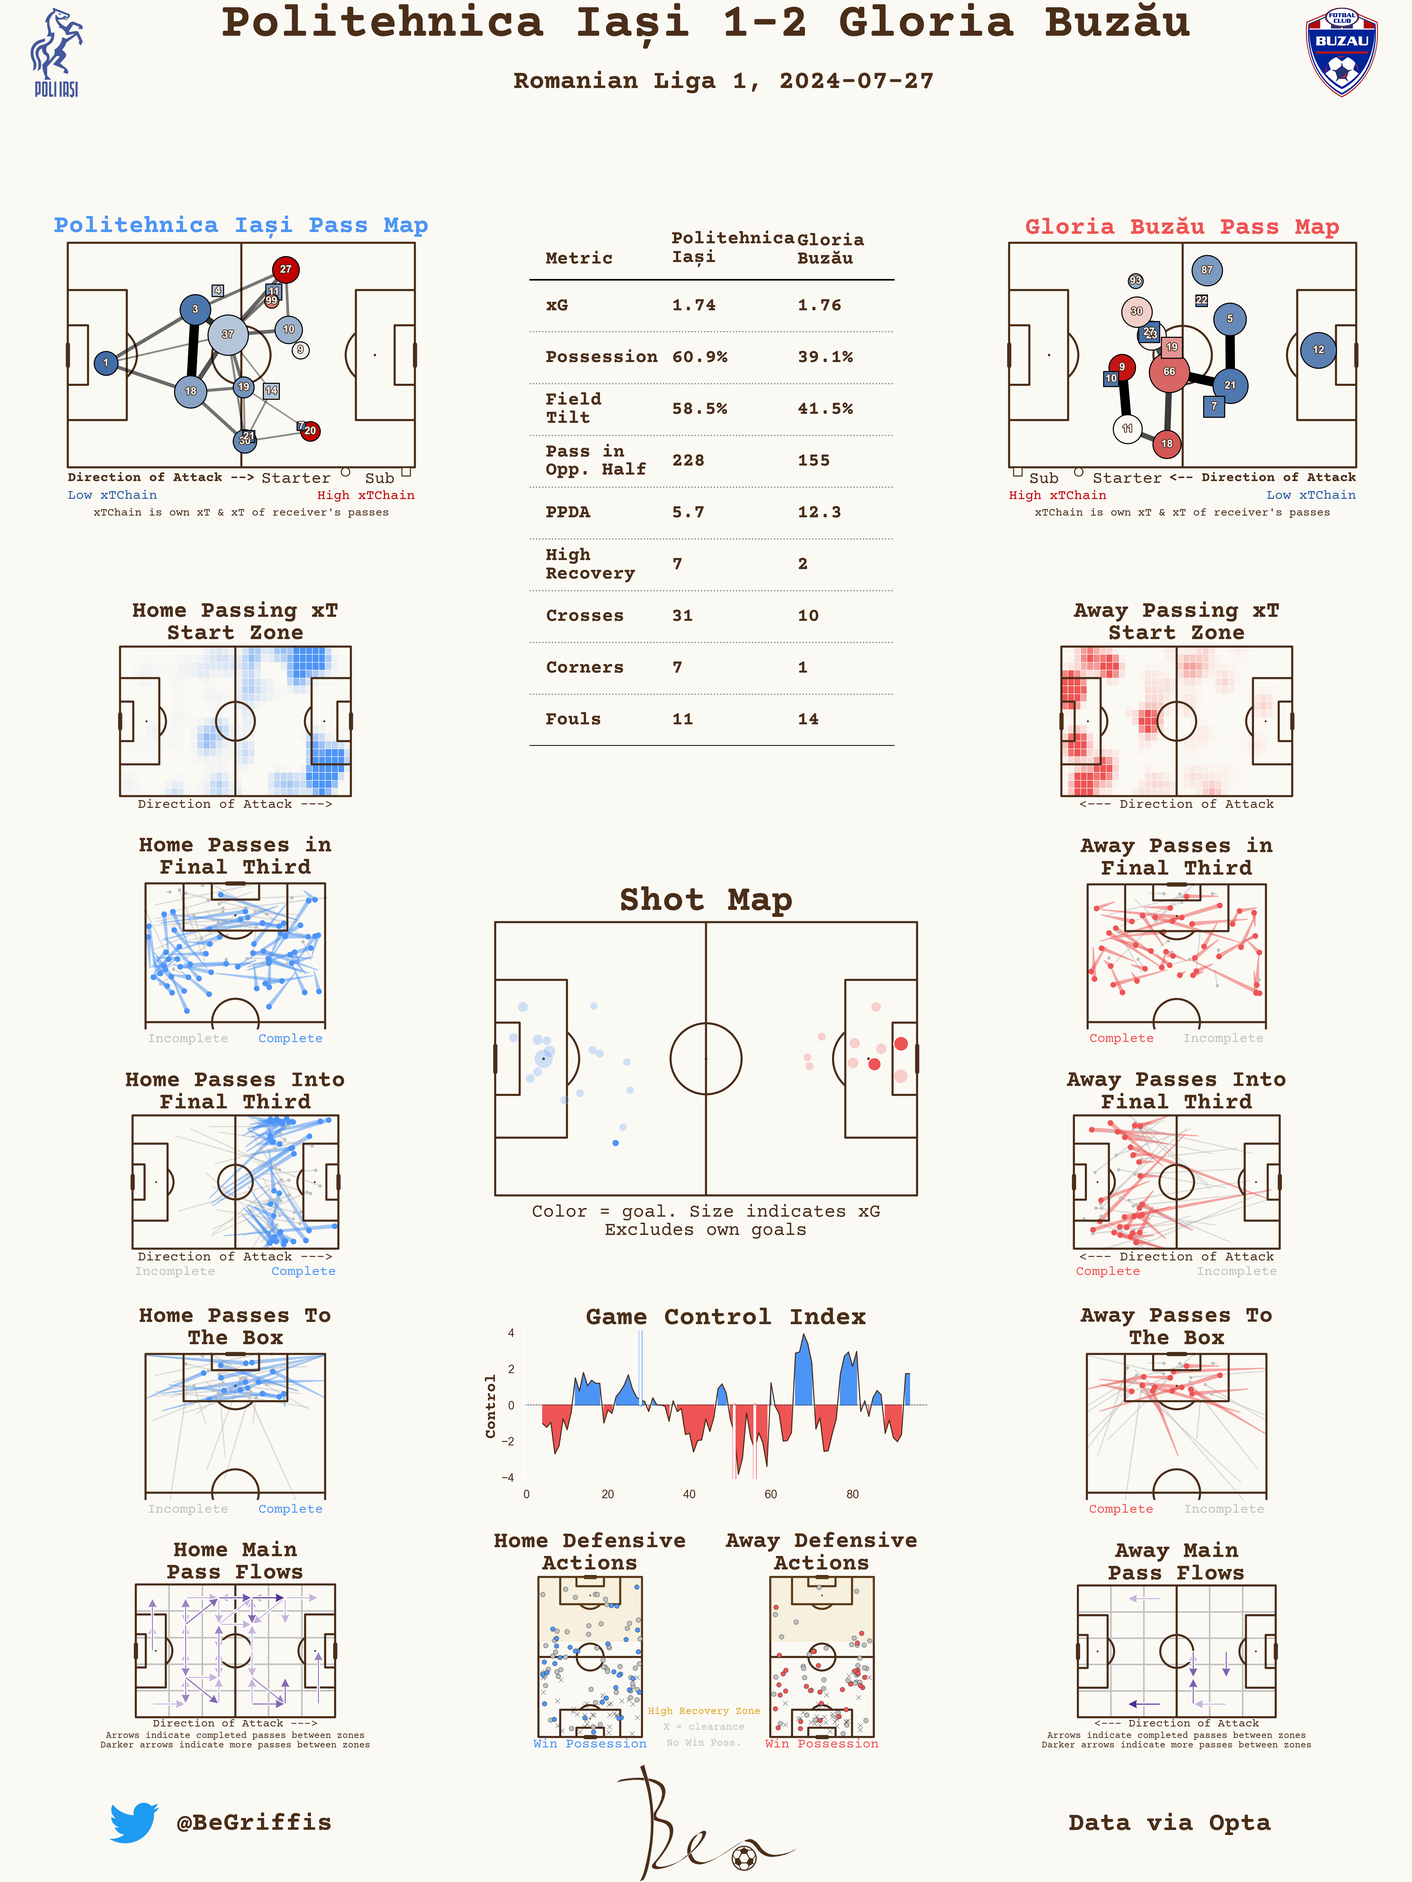 Politehnica Iași 1-2 Gloria Buzău
Romanian Liga 1, 2024-07-27
POLI IAȘI
FOTBAL
CLUB
BUZAU
Politehnica Iași Pass Map
27
4
11
99
3
37
10
9
1
18
19
14
30
21
7
20
Direction of Attack --> Starter Sub
Low xTChain High xTChain
xTChain is own xT & xT of receiver's passes
Metric Politehnica Iași Gloria Buzău
xG 1.74 1.76
Possession 60.9% 39.1%
Field Tilt 58.5% 41.5%
Pass in Opp. Half 228 155
PPDA 5.7 12.3
High Recovery 7 2
Crosses 31 10
Corners 7 1
Fouls 11 14
Gloria Buzău Pass Map
87
93
22
30
5
27
23
19
12
9
10
66
21
7
11
18
Sub Starter <-- Direction of Attack
High xTChain Low xTChain
xTChain is own xT & xT of receiver's passes
Home Passing xT
Start Zone
Direction of Attack --->
Away Passing xT
Start Zone
<--- Direction of Attack
Home Passes in
Final Third
Incomplete Complete
Away Passes in
Final Third
Complete Incomplete
Shot Map
Color = goal. Size indicates xG
Excludes own goals
Home Passes Into
Final Third
Direction of Attack --->
Incomplete Complete
Away Passes Into
Final Third
<--- Direction of Attack
Complete Incomplete
Home Passes To
The Box
Incomplete Complete
Game Control Index
Control
4
2
0
−2
−4
0 20 40 60 80
Away Passes To
The Box
Complete Incomplete
Home Main
Pass Flows
Direction of Attack --->
Arrows indicate completed passes between zones
Darker arrows indicate more passes between zones
Home Defensive
Actions
Win Possession
Away Defensive
Actions
Win Possession
High Recovery Zone
X = clearance
No Win Poss.
Away Main
Pass Flows
<--- Direction of Attack
Arrows indicate completed passes between zones
Darker arrows indicate more passes between zones
@BeGriffis
Ben
Data via Opta